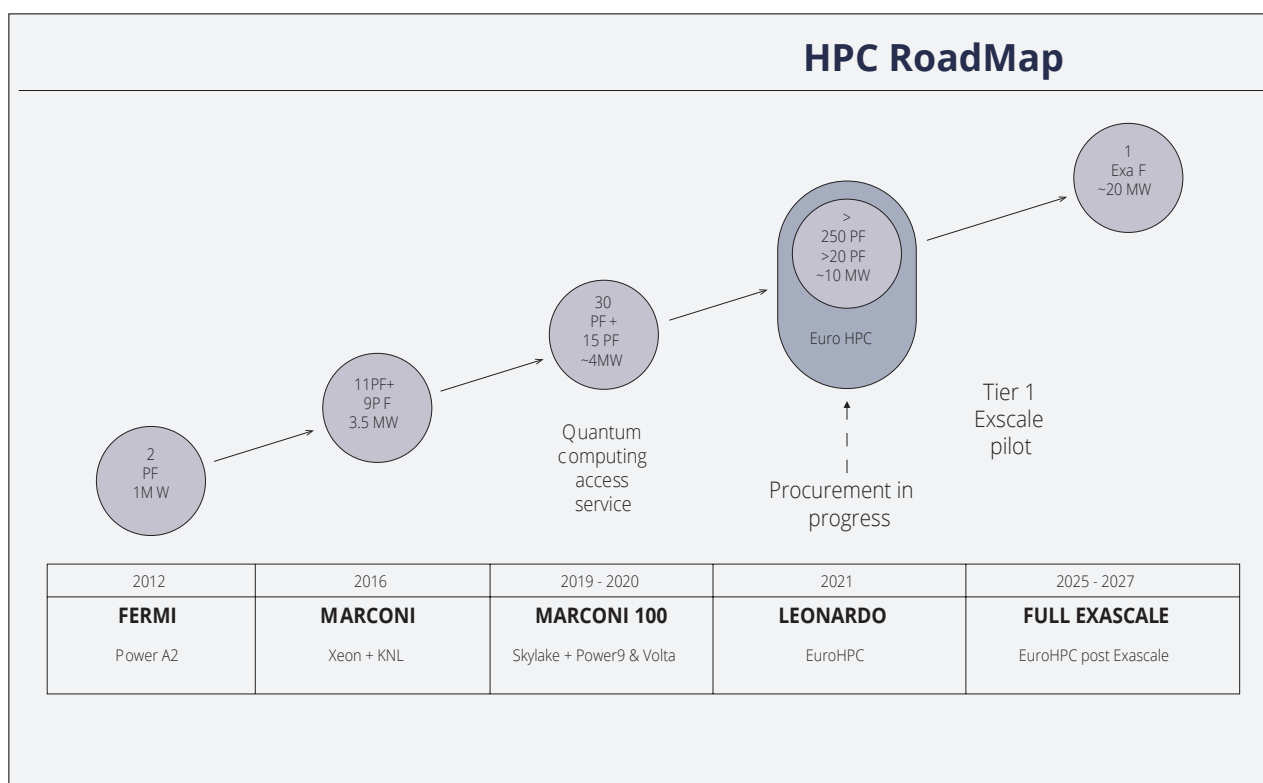 HPC RoadMap
1
Exa F
~20 MW
>
250 PF
>20 PF
~10 MW
Euro HPC
30
PF +
15 PF
~4MW
11PF+
9P F
3.5 MW
2
PF
1M W
Quantum
computing
access
service
Procurement in
progress
Tier 1
Exscale
pilot
2012
2016
2019 - 2020
2021
2025 - 2027
FERMI
MARCONI
MARCONI 100
LEONARDO
FULL EXASCALE
Power A2
Xeon + KNL
Skylake + Power9 & Volta
EuroHPC
EuroHPC post Exascale